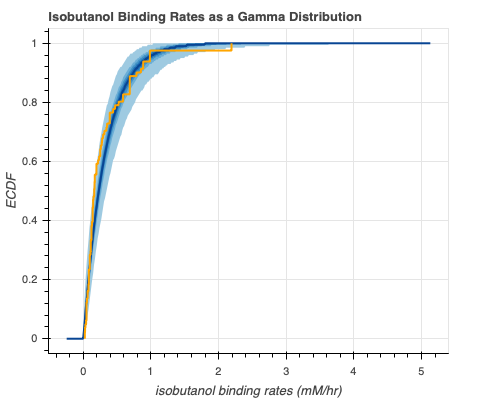 Isobutanol Binding Rates as a Gamma Distribution
1
0.8
0.6
0.4
0.2
0
ECDF
0 1 2 3 4 5
isobutanol binding rates (mM/hr)